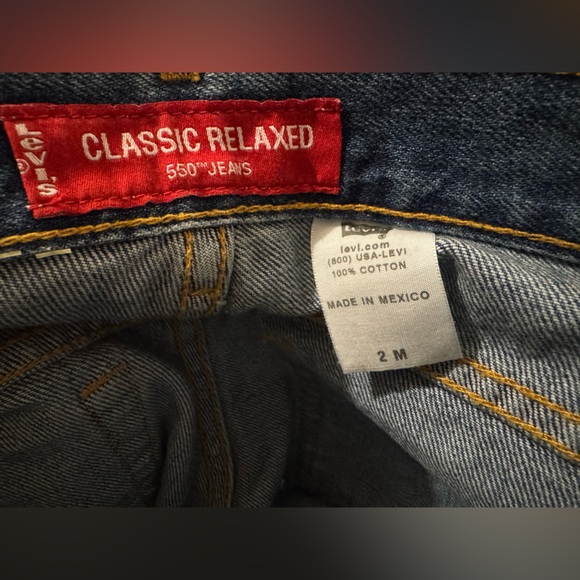 Levi's
®
CLASSIC RELAXED
550™ JEANS
®
levi.com
(800) USA-LEVI
100% COTTON
MADE IN MEXICO
2 M